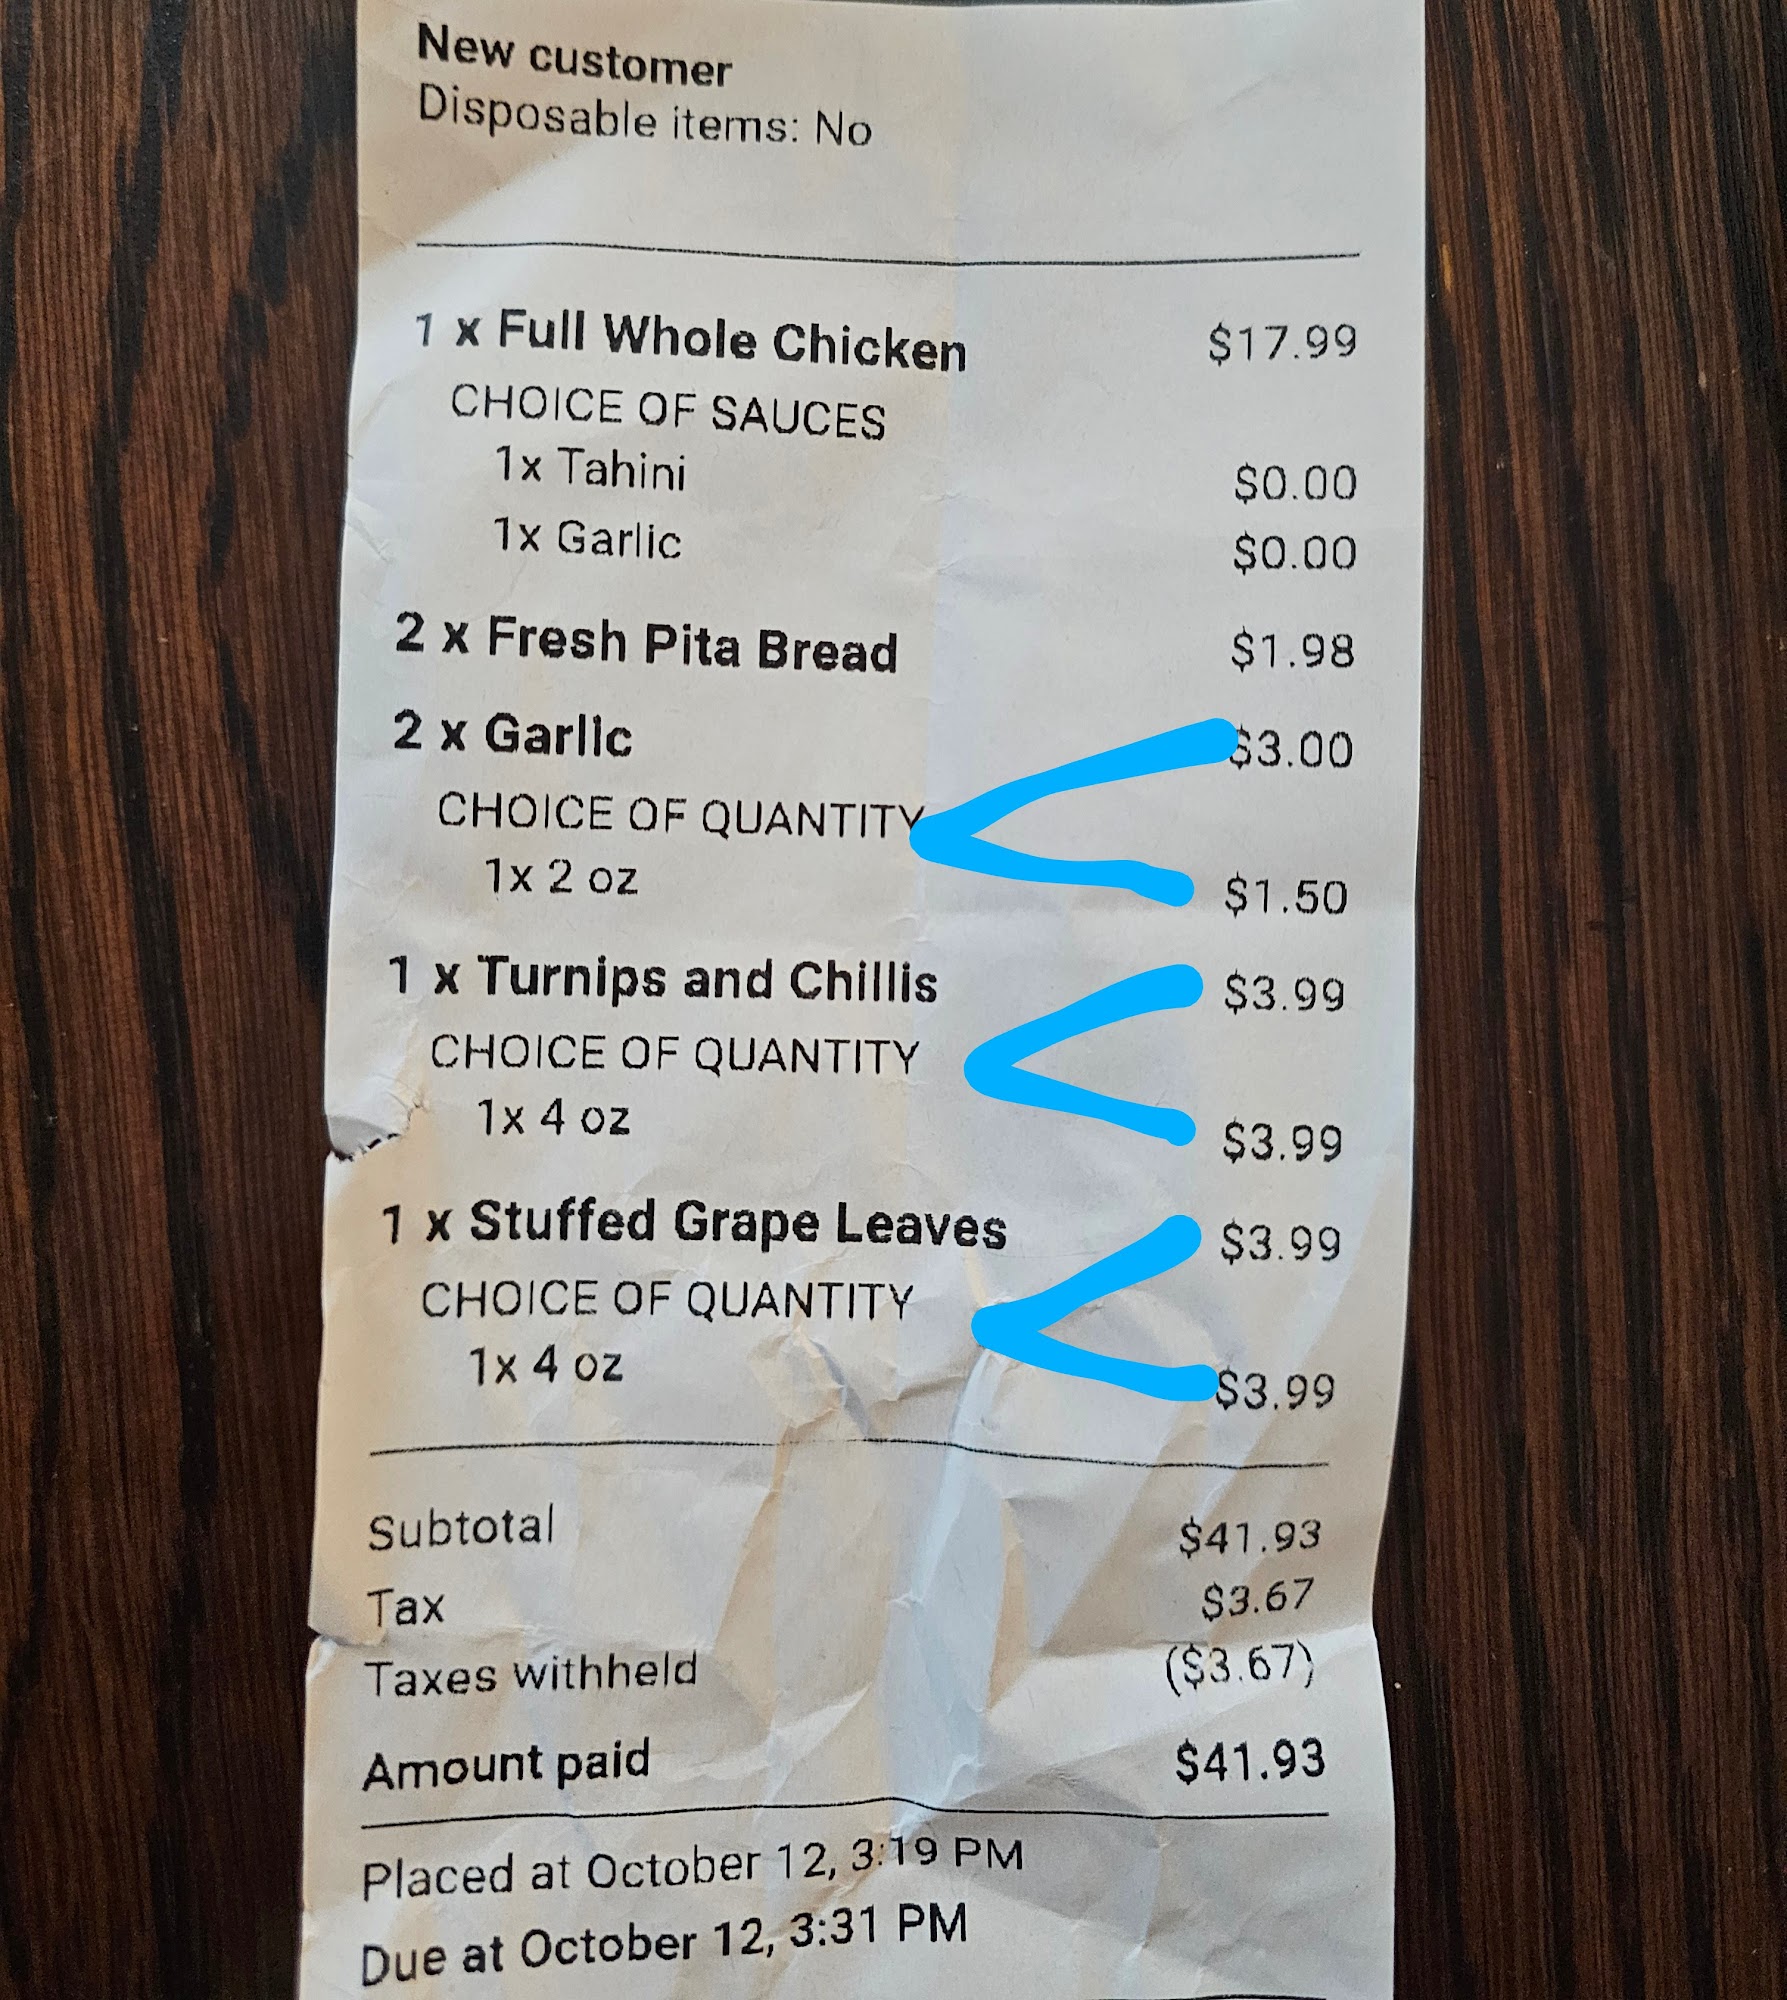 New customer
Disposable items: No
1 x Full Whole Chicken $17.99
CHOICE OF SAUCES
1x Tahini $0.00
1x Garlic $0.00
2 x Fresh Pita Bread $1.98
2 x Garlic $3.00
CHOICE OF QUANTITY
1x 2 oz $1.50
1 x Turnips and Chillis $3.99
CHOICE OF QUANTITY
1x 4 oz $3.99
1 x Stuffed Grape Leaves $3.99
CHOICE OF QUANTITY
1x 4 oz $3.99
Subtotal $41.93
Tax $3.67
Taxes withheld ($3.67)
Amount paid $41.93
Placed at October 12, 3:19 PM
Due at October 12, 3:31 PM